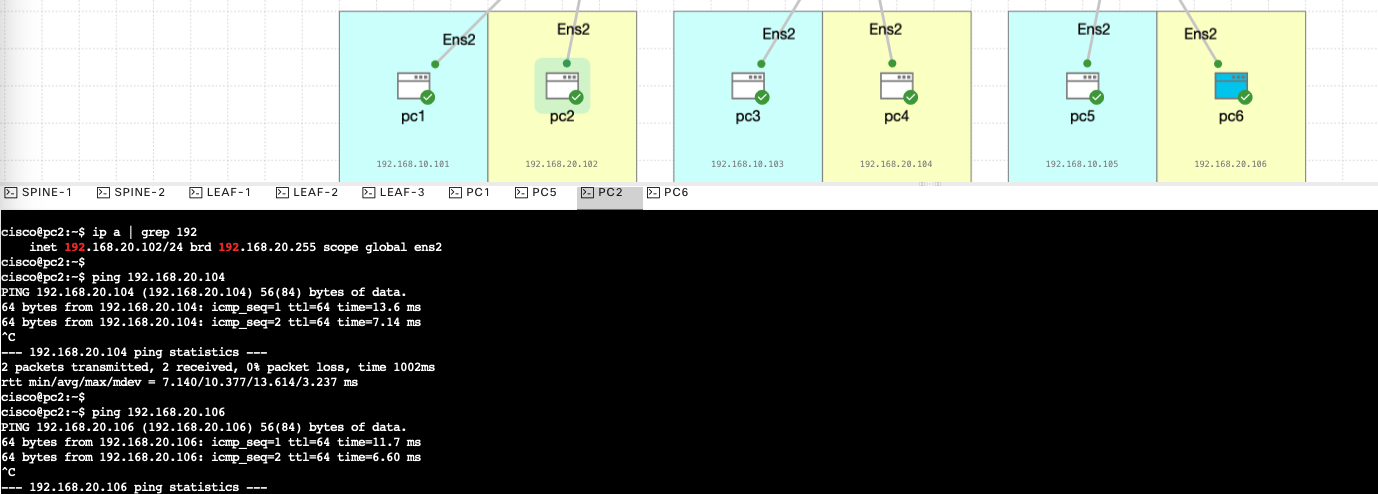 Ens2 Ens2 Ens2 Ens2 Ens2 Ens2
pc1 pc2 pc3 pc4 pc5 pc6
192.168.10.101 192.168.20.102 192.168.10.103 192.168.20.104 192.168.10.105 192.168.20.106
SPINE-1 SPINE-2 LEAF-1 LEAF-2 LEAF-3 PC1 PC5 PC2 PC6
cisco@pc2:~$ ip a | grep 192
inet 192.168.20.102/24 brd 192.168.20.255 scope global ens2
cisco@pc2:~$
cisco@pc2:~$ ping 192.168.20.104
PING 192.168.20.104 (192.168.20.104) 56(84) bytes of data.
64 bytes from 192.168.20.104: icmp_seq=1 ttl=64 time=13.6 ms
64 bytes from 192.168.20.104: icmp_seq=2 ttl=64 time=7.14 ms
^C
--- 192.168.20.104 ping statistics ---
2 packets transmitted, 2 received, 0% packet loss, time 1002ms
rtt min/avg/max/mdev = 7.140/10.377/13.614/3.237 ms
cisco@pc2:~$
cisco@pc2:~$ ping 192.168.20.106
PING 192.168.20.106 (192.168.20.106) 56(84) bytes of data.
64 bytes from 192.168.20.106: icmp_seq=1 ttl=64 time=11.7 ms
64 bytes from 192.168.20.106: icmp_seq=2 ttl=64 time=6.60 ms
^C
--- 192.168.20.106 ping statistics ---